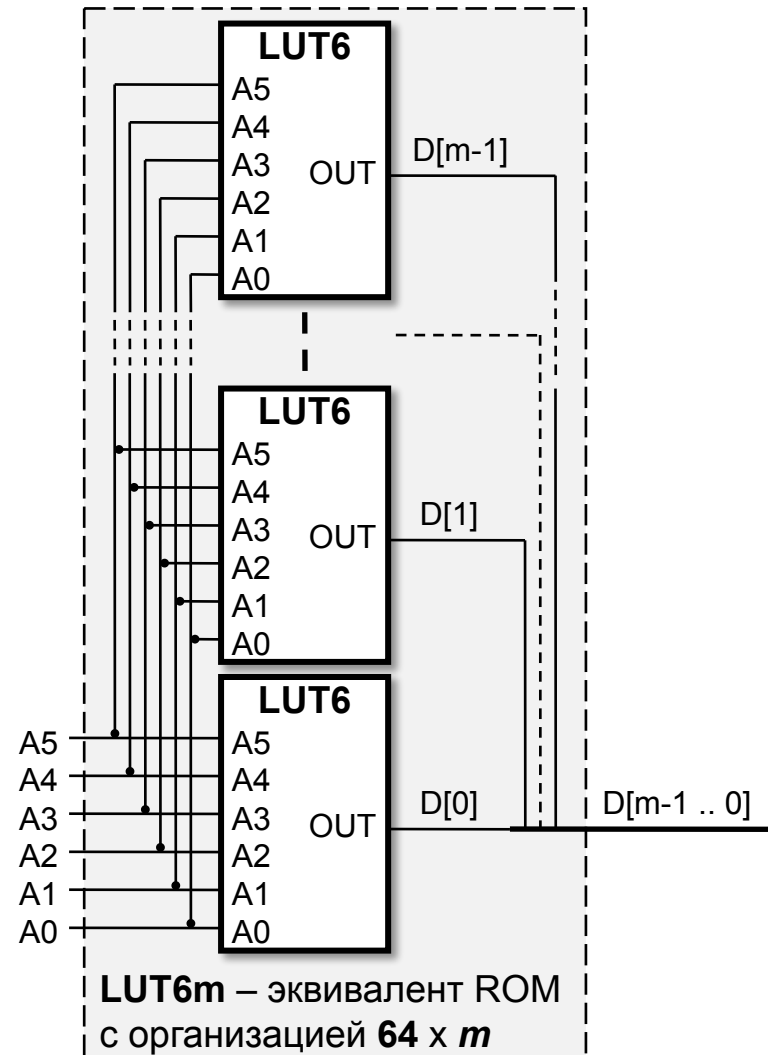 LUT6
A5
A4
A3
A2
A1
A0
OUT
D[m-1]
LUT6
A5
A4
A3
A2
A1
A0
OUT
D[1]
LUT6
A5
A4
A3
A2
A1
A0
A5
A4
A3
A2
A1
A0
OUT
D[0]
D[m-1 .. 0]
LUT6m – эквивалент ROM
с организацией 64 x m